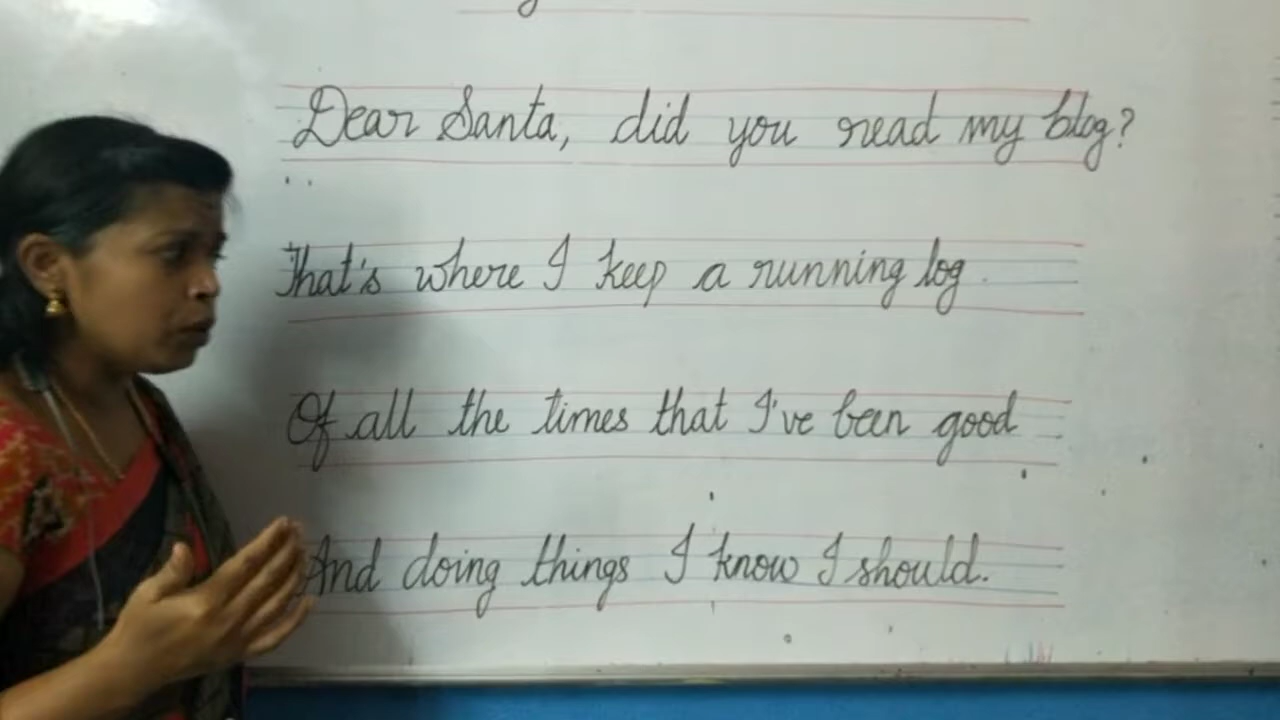 Dear Santa, did you read my blog?
That's where I keep a running log.
Of all the times that I've been good
And doing things I know I should.